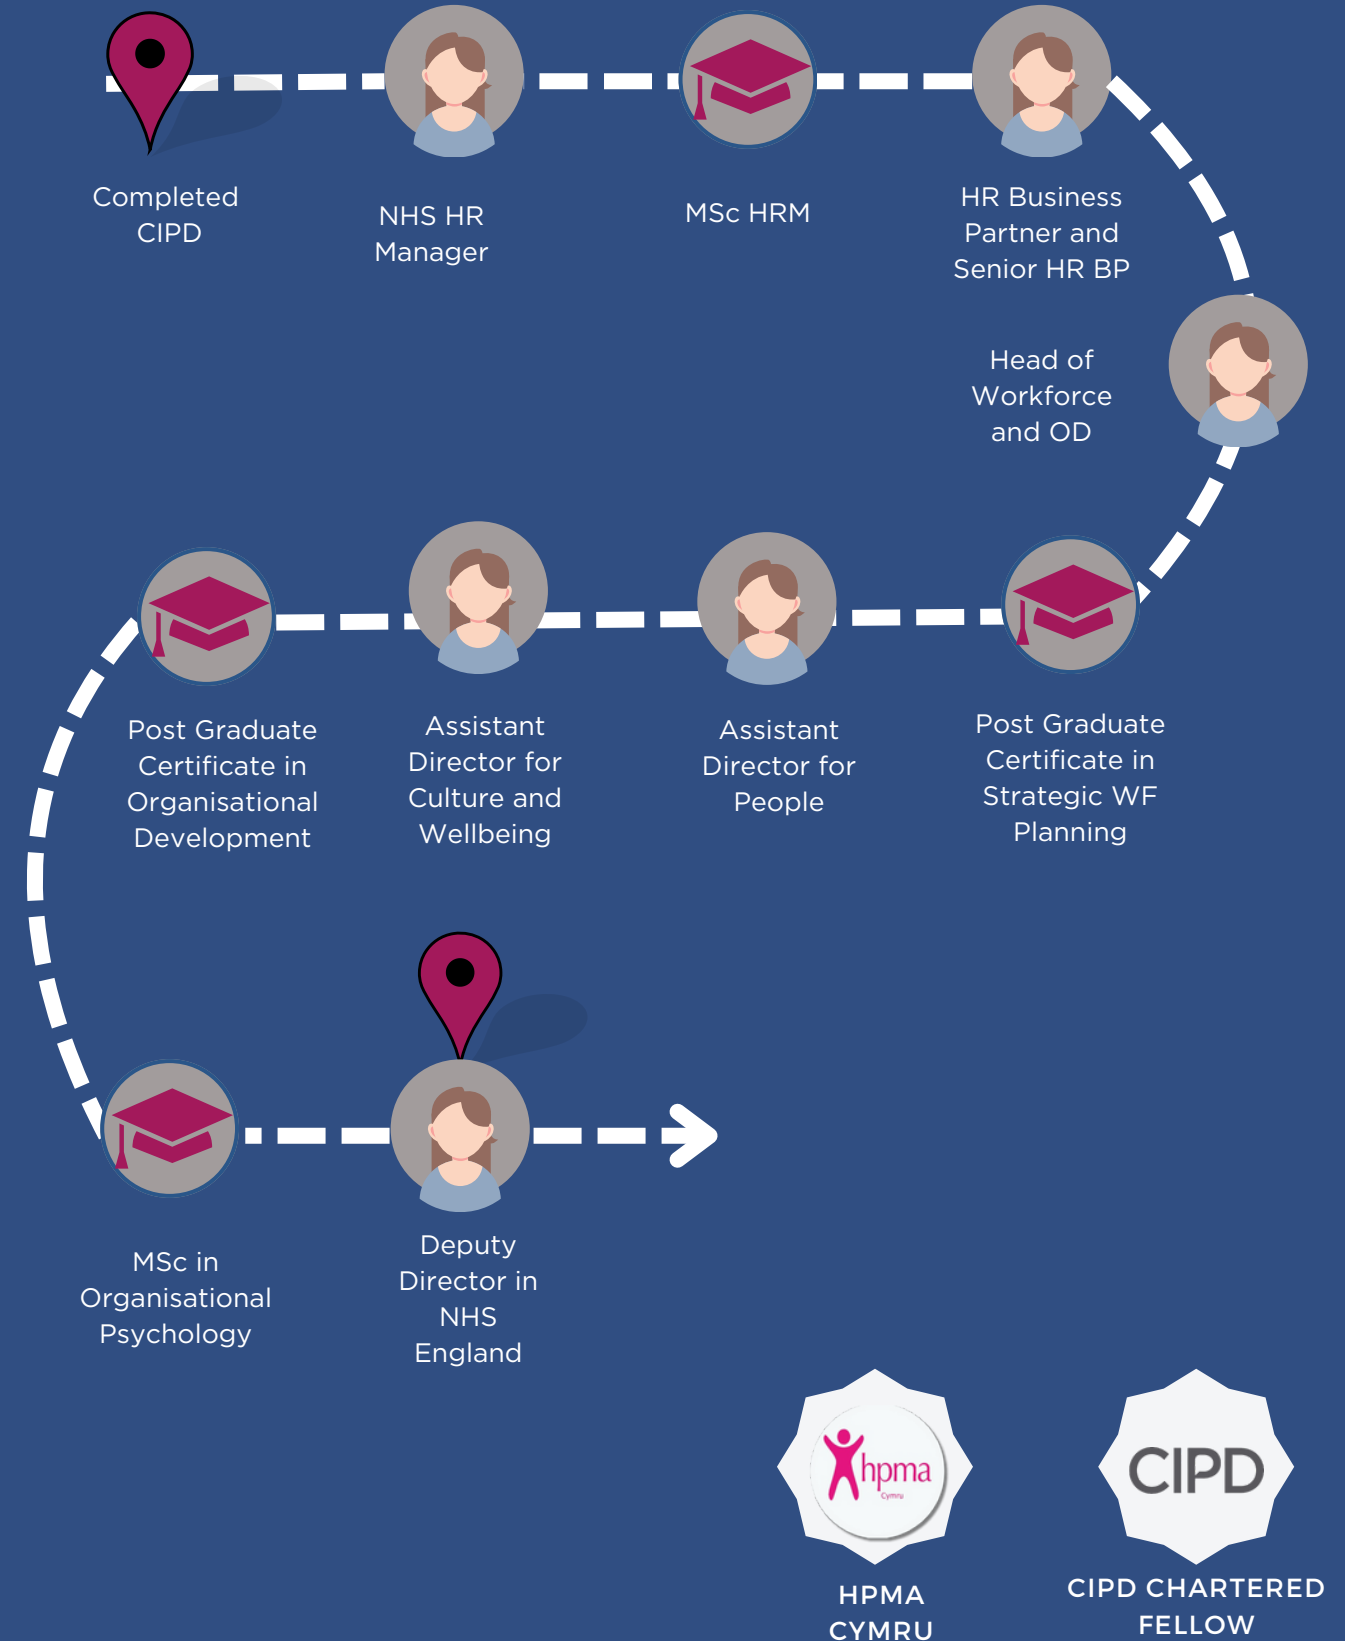 Completed
CIPD
NHS HR
Manager
MSc HRM
HR Business
Partner and
Senior HR BP
Head of
Workforce
and OD
Post Graduate
Certificate in
Organisational
Development
Assistant
Director for
Culture and
Wellbeing
Assistant
Director for
People
Post Graduate
Certificate in
Strategic WF
Planning
MSc in
Organisational
Psychology
Deputy
Director in
NHS
England
hpma
Cymru
CIPD
HPMA
CYMRU
CIPD CHARTERED
FELLOW